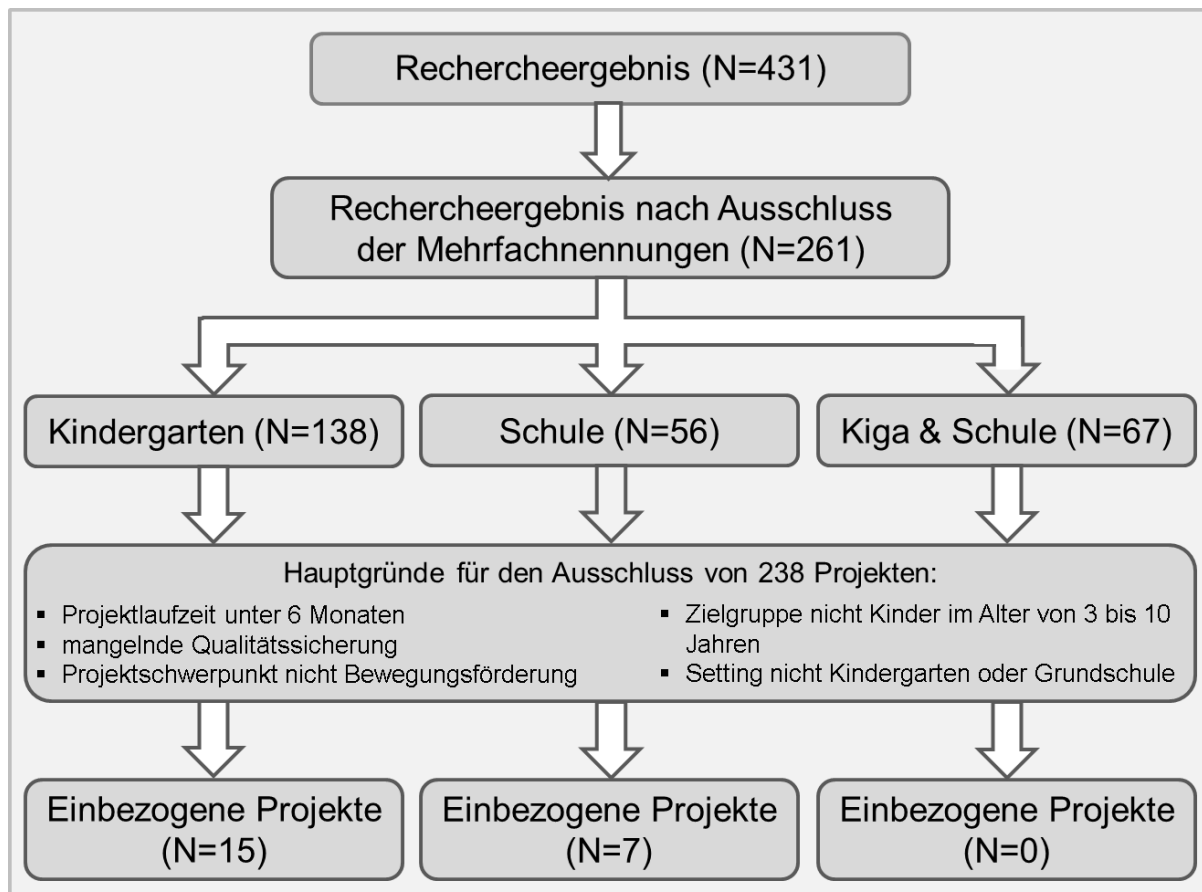 Rechercheergebnis (N=431)
Rechercheergebnis nach Ausschluss
der Mehrfachnennungen (N=261)
Kindergarten (N=138)
Schule (N=56)
Kiga & Schule (N=67)
Hauptgründe für den Ausschluss von 238 Projekten:
▪ Projektlaufzeit unter 6 Monaten
▪ mangelnde Qualitätssicherung
▪ Projektschwerpunkt nicht Bewegungsförderung
▪ Zielgruppe nicht Kinder im Alter von 3 bis 10
Jahren
▪ Setting nicht Kindergarten oder Grundschule
Einbezogene Projekte
(N=15)
Einbezogene Projekte
(N=7)
Einbezogene Projekte
(N=0)